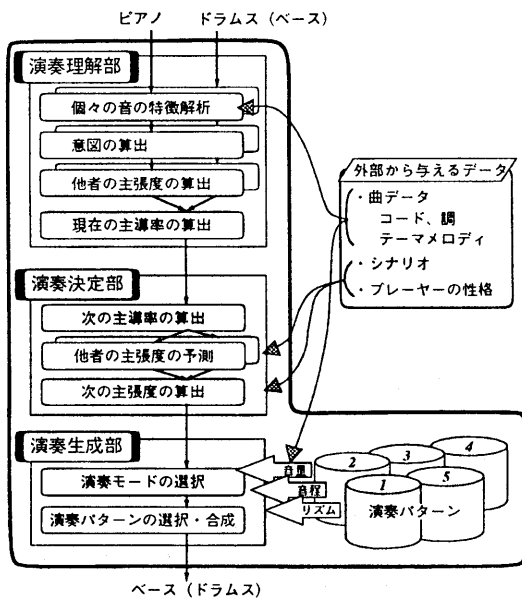 ピアノ
ドラムス（ベース）
演奏理解部
個々の音の特徴解析
意図の算出
他者の主張度の算出
現在の主導率の算出
外部から与えるデータ
・曲データ
コード、調
テーマメロディ
・シナリオ
・プレーヤーの性格
演奏決定部
次の主導率の算出
他者の主張度の予測
次の主張度の算出
演奏生成部
演奏モードの選択
演奏パターンの選択・合成
音量
音程
リズム
1
2
3
4
5
演奏パターン
ベース（ドラムス）